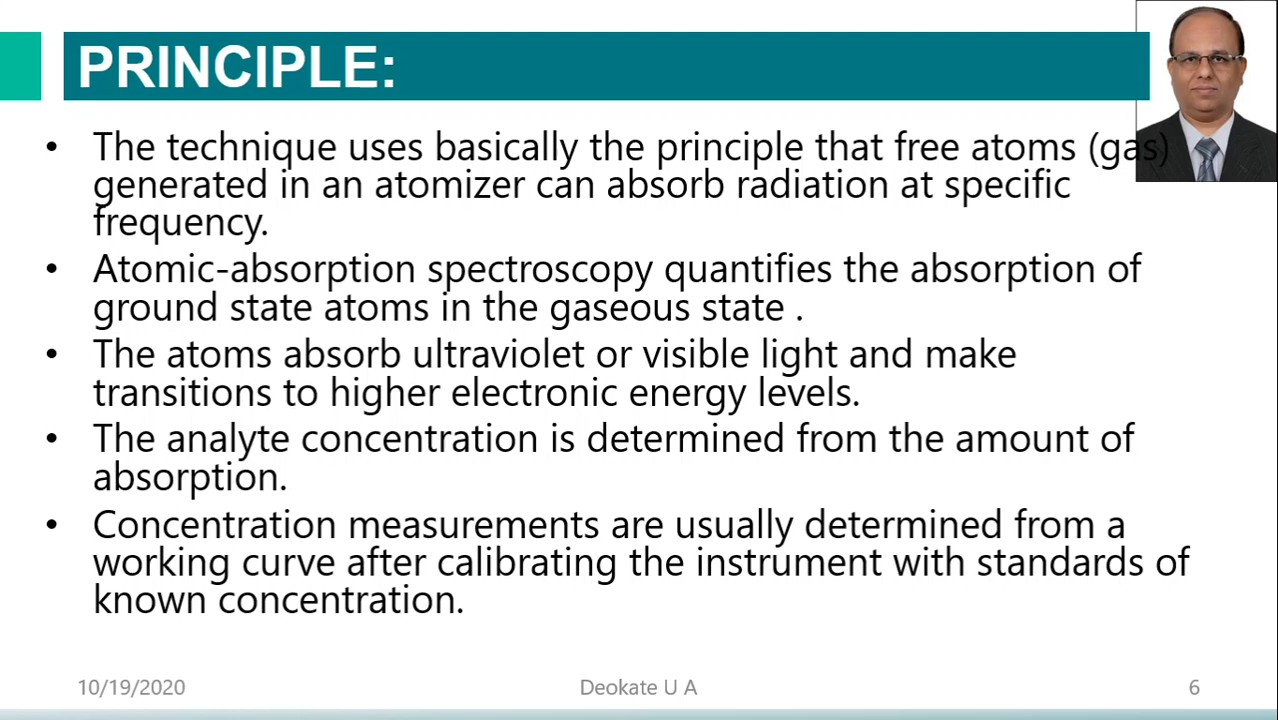 PRINCIPLE:
• The technique uses basically the principle that free atoms (gas)
generated in an atomizer can absorb radiation at specific
frequency.
• Atomic-absorption spectroscopy quantifies the absorption of
ground state atoms in the gaseous state .
• The atoms absorb ultraviolet or visible light and make
transitions to higher electronic energy levels.
• The analyte concentration is determined from the amount of
absorption.
• Concentration measurements are usually determined from a
working curve after calibrating the instrument with standards of
known concentration.
10/19/2020 Deokate U A 6